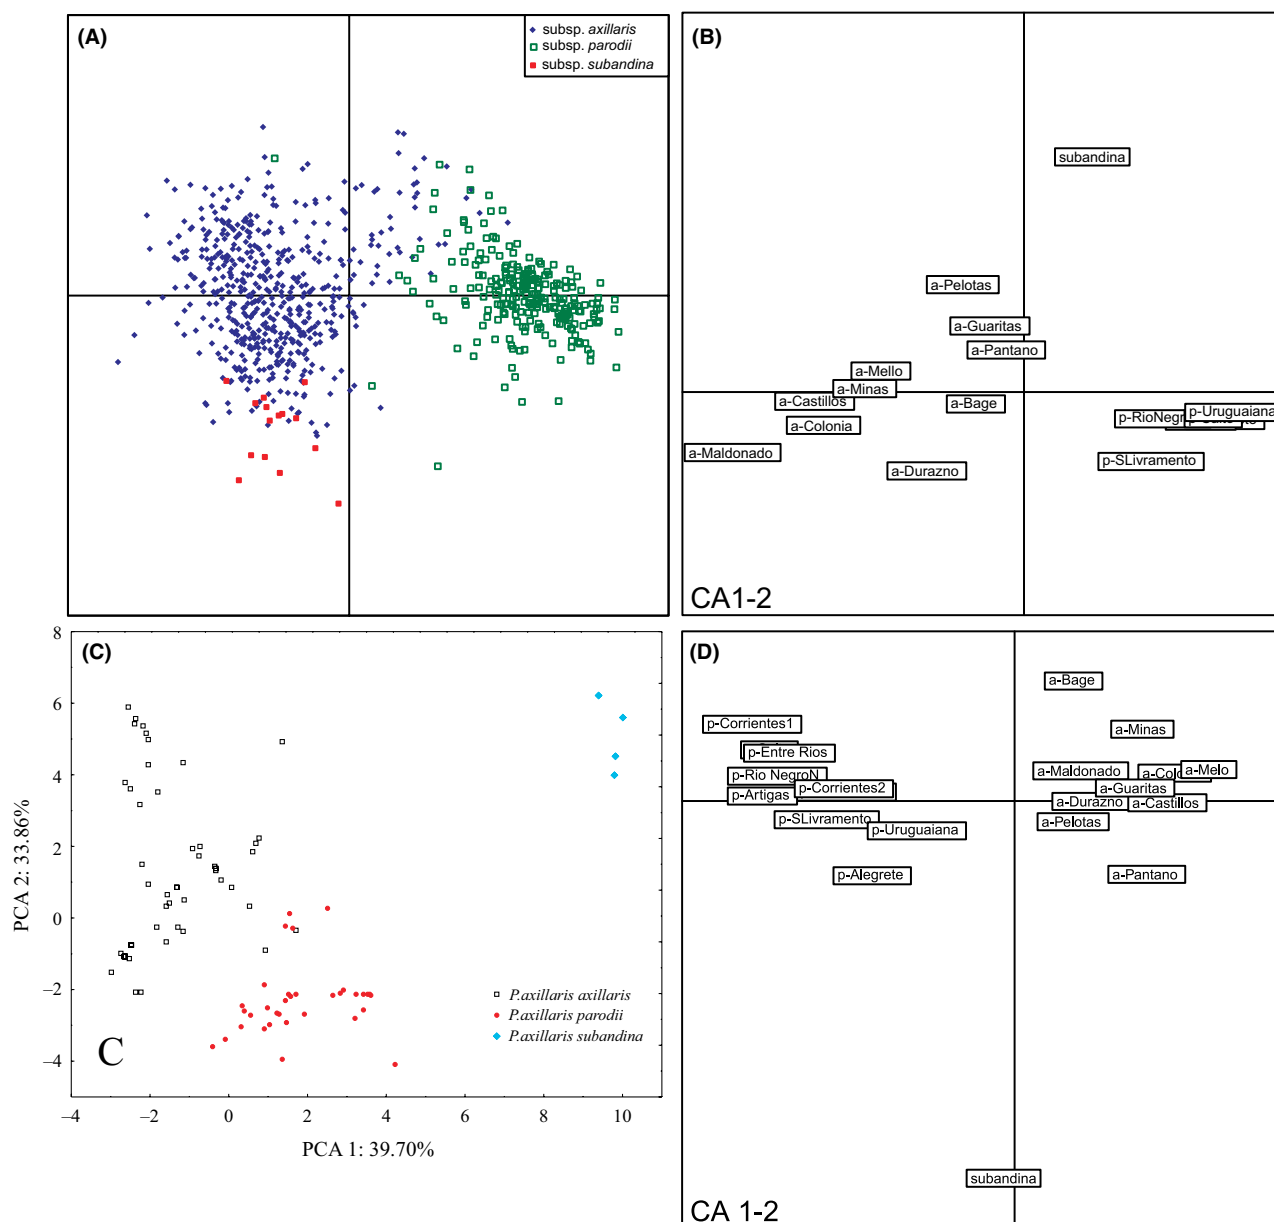 (A)
subsp. axillaris
subsp. parodii
subsp. subandina
(B)
subandina
a-Pelotas
a-Guaritas
a-Pantano
a-Mello
a-Minas
a-Castillos
a-Bage
a-Colonia
p-Uruguaiana
p-RioNegr
a-Maldonado
a-Durazno
p-SLivramento
CA1-2
(C)
8
6
4
2
0
−2
−4
PCA 2: 33.86%
P.axillaris axillaris
P.axillaris parodii
P.axillaris subandina
C
−4
−2
0
2
4
6
8
10
PCA 1: 39.70%
(D)
a-Bage
p-Corrientes1
a-Minas
p-Entre Rios
p-Rio NegroN
a-Maldonado
a-Colo
a-Melo
p-Corrientes2
a-Guaritas
p-Artigas
a-Durazno
a-Castillos
p-SLivramento
a-Pelotas
p-Uruguaiana
p-Alegrete
a-Pantano
subandina
CA 1-2